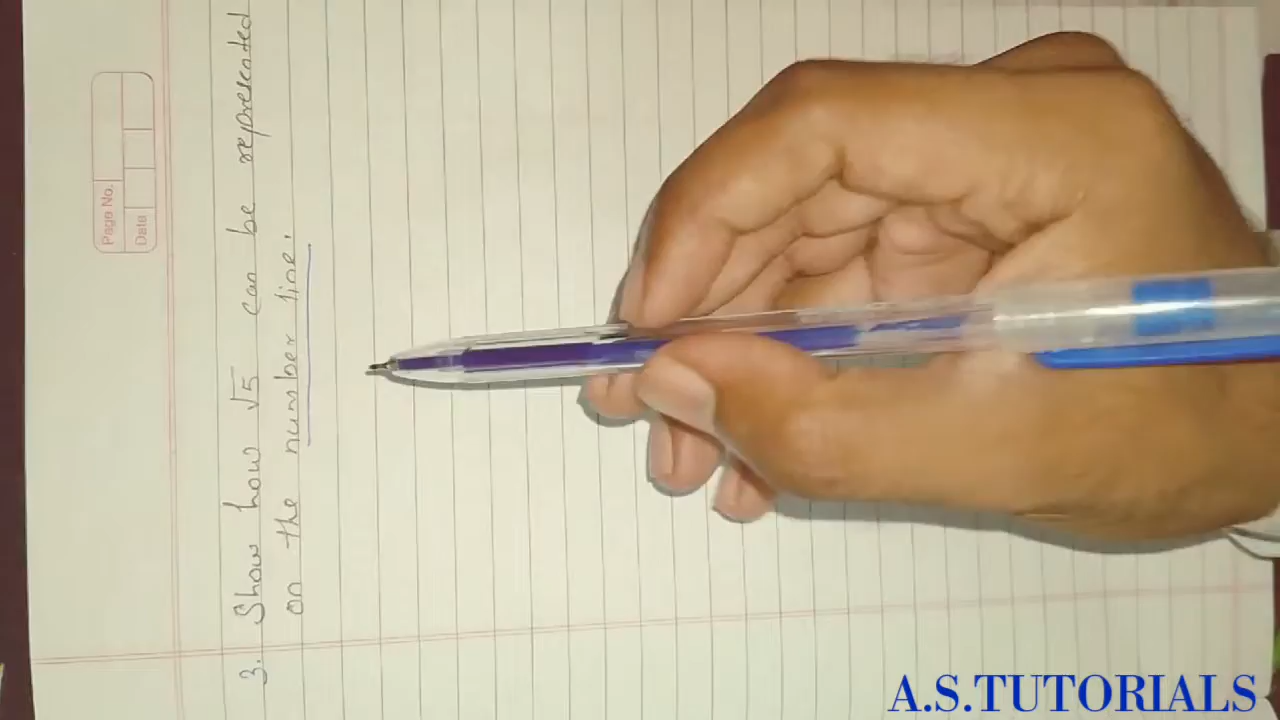 Page No.
Date
3. Show how √5 can be represented
on the number line.
A.S.TUTORIALS